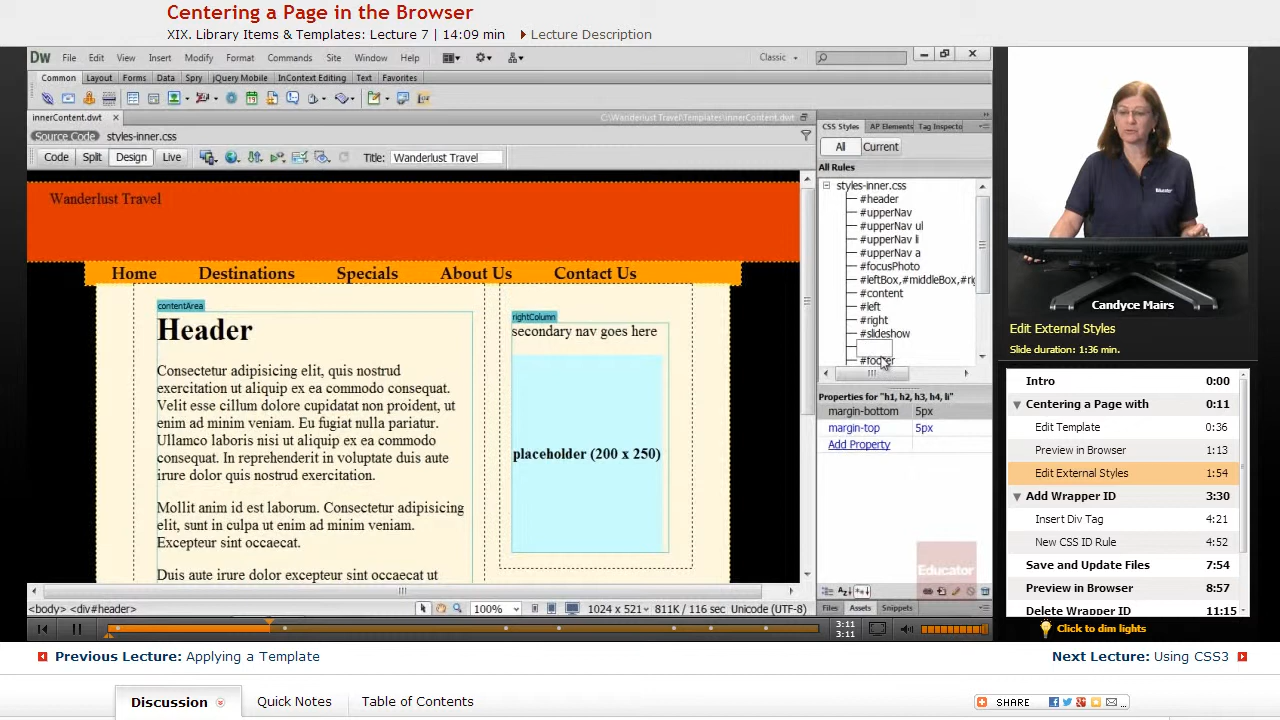 Centering a Page in the Browser
XIX. Library Items & Templates: Lecture 7 | 14:09 min
Lecture Description
DW File Edit View Insert Modify Format Commands Site Window Help Classic
Common Layout Forms Data Spry jQuery Mobile InContext Editing Text Favorites
innerContent.dwt x C:\Wanderlust Travel\Templates\innerContent.dwt
Source Code styles-inner.css
Code Split Design Live Title: Wanderlust Travel
Wanderlust Travel
Home Destinations Specials About Us Contact Us
contentArea
Header
Consectetur adipisicing elit, quis nostrud
exercitation ut aliquip ex ea commodo consequat.
Velit esse cillum dolore cupidatat non proident, ut
enim ad minim veniam. Eu fugiat nulla pariatur.
Ullamco laboris nisi ut aliquip ex ea commodo
consequat. In reprehenderit in voluptate duis aute
irure dolor quis nostrud exercitation.
Mollit anim id est laborum. Consectetur adipisicing
elit, sunt in culpa ut enim ad minim veniam.
Excepteur sint occaecat.
Duis aute irure dolor excepteur sint occaecat ut
rightColumn
secondary nav goes here
placeholder (200 x 250)
<body> <div#header>
100% 1024 x 521 811K / 116 sec Unicode (UTF-8)
CSS Styles AP Elements Tag Inspecto
All Current
All Rules
styles-inner.css
#header
#upperNav
#upperNav ul
#upperNav li
#upperNav a
#focusPhoto
#leftBox,#middleBox,#rig
#content
#left
#right
#slideshow
#footer
Properties for "h1, h2, h3, h4, li"
margin-bottom 5px
margin-top 5px
Add Property
Educator
Files Assets Snippets
3:11
3:11
Educator
Candyce Mairs
Edit External Styles
Slide duration: 1:36 min.
Intro 0:00
Centering a Page with 0:11
Edit Template 0:36
Preview in Browser 1:13
Edit External Styles 1:54
Add Wrapper ID 3:30
Insert Div Tag 4:21
New CSS ID Rule 4:52
Save and Update Files 7:54
Preview in Browser 8:57
Delete Wrapper ID 11:15
Click to dim lights
Previous Lecture: Applying a Template
Next Lecture: Using CSS3
Discussion Quick Notes Table of Contents
SHARE